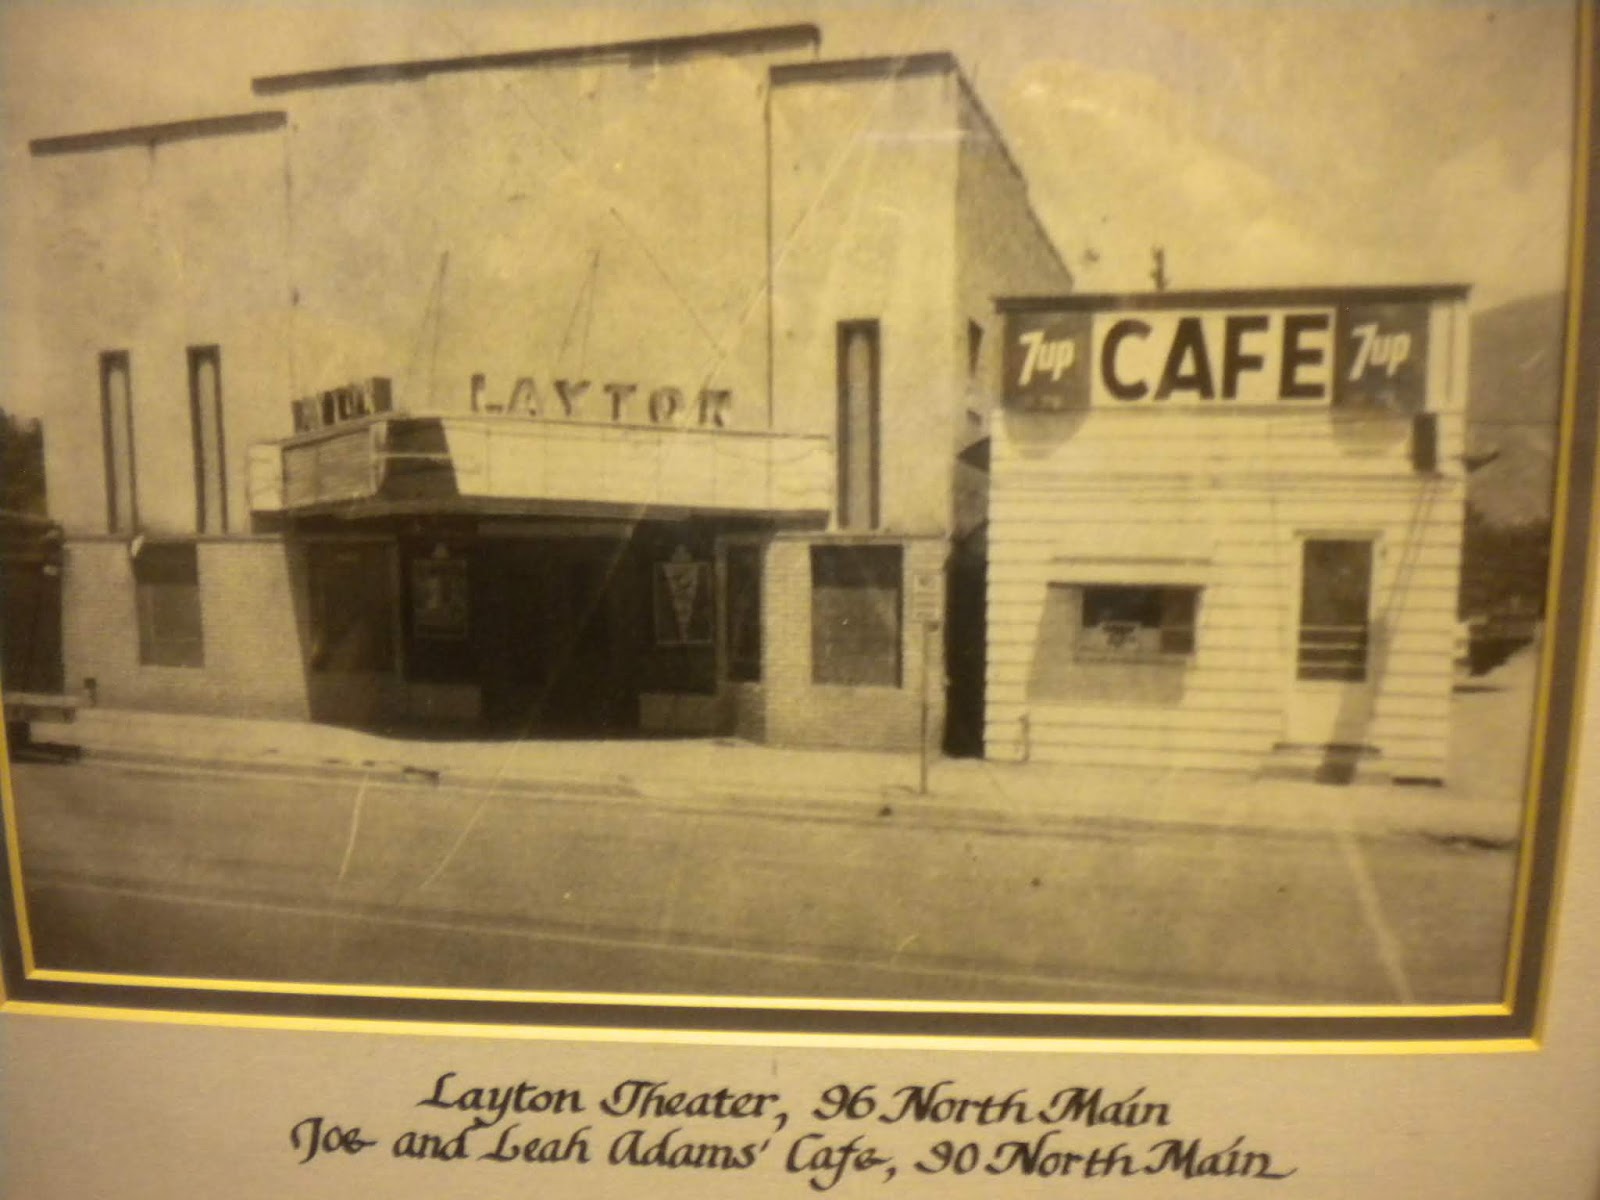 LAYTON
7up CAFE 7up
Layton Theater, 96 North Main
Joe and Leah Adams' Cafe, 90 North Main